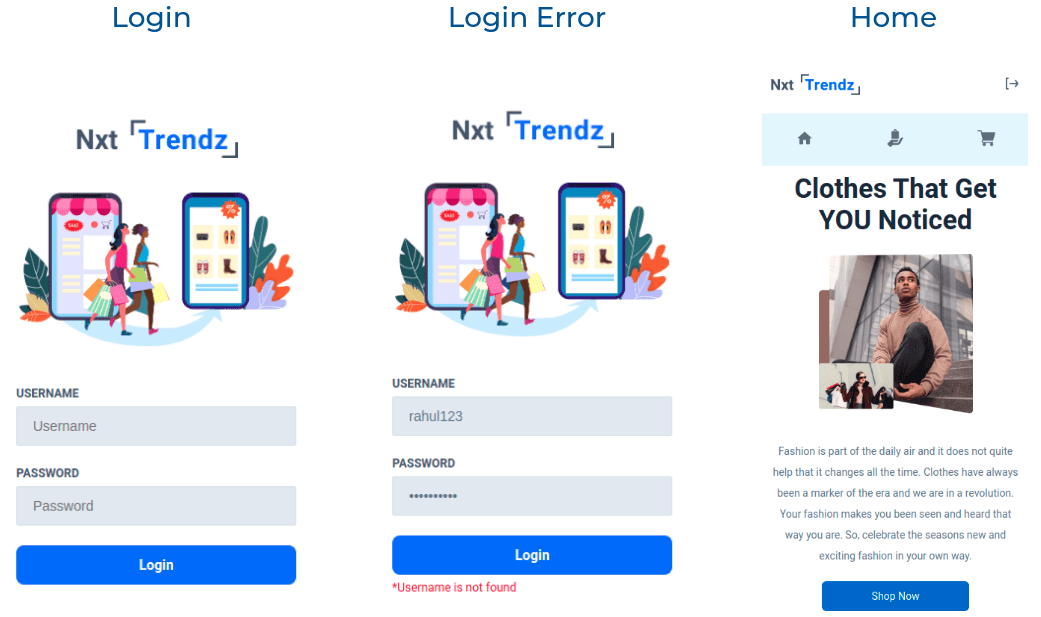 Login
Nxt Trendz
SALE
%
USERNAME
Username
PASSWORD
Password
Login
Login Error
Nxt Trendz
SALE
%
USERNAME
rahul123
PASSWORD
••••••••••
Login
*Username is not found
Home
Nxt Trendz
Clothes That Get
YOU Noticed
Fashion is part of the daily air and it does not quite
help that it changes all the time. Clothes have always
been a marker of the era and we are in a revolution.
Your fashion makes you been seen and heard that
way you are. So, celebrate the seasons new and
exciting fashion in your own way.
Shop Now